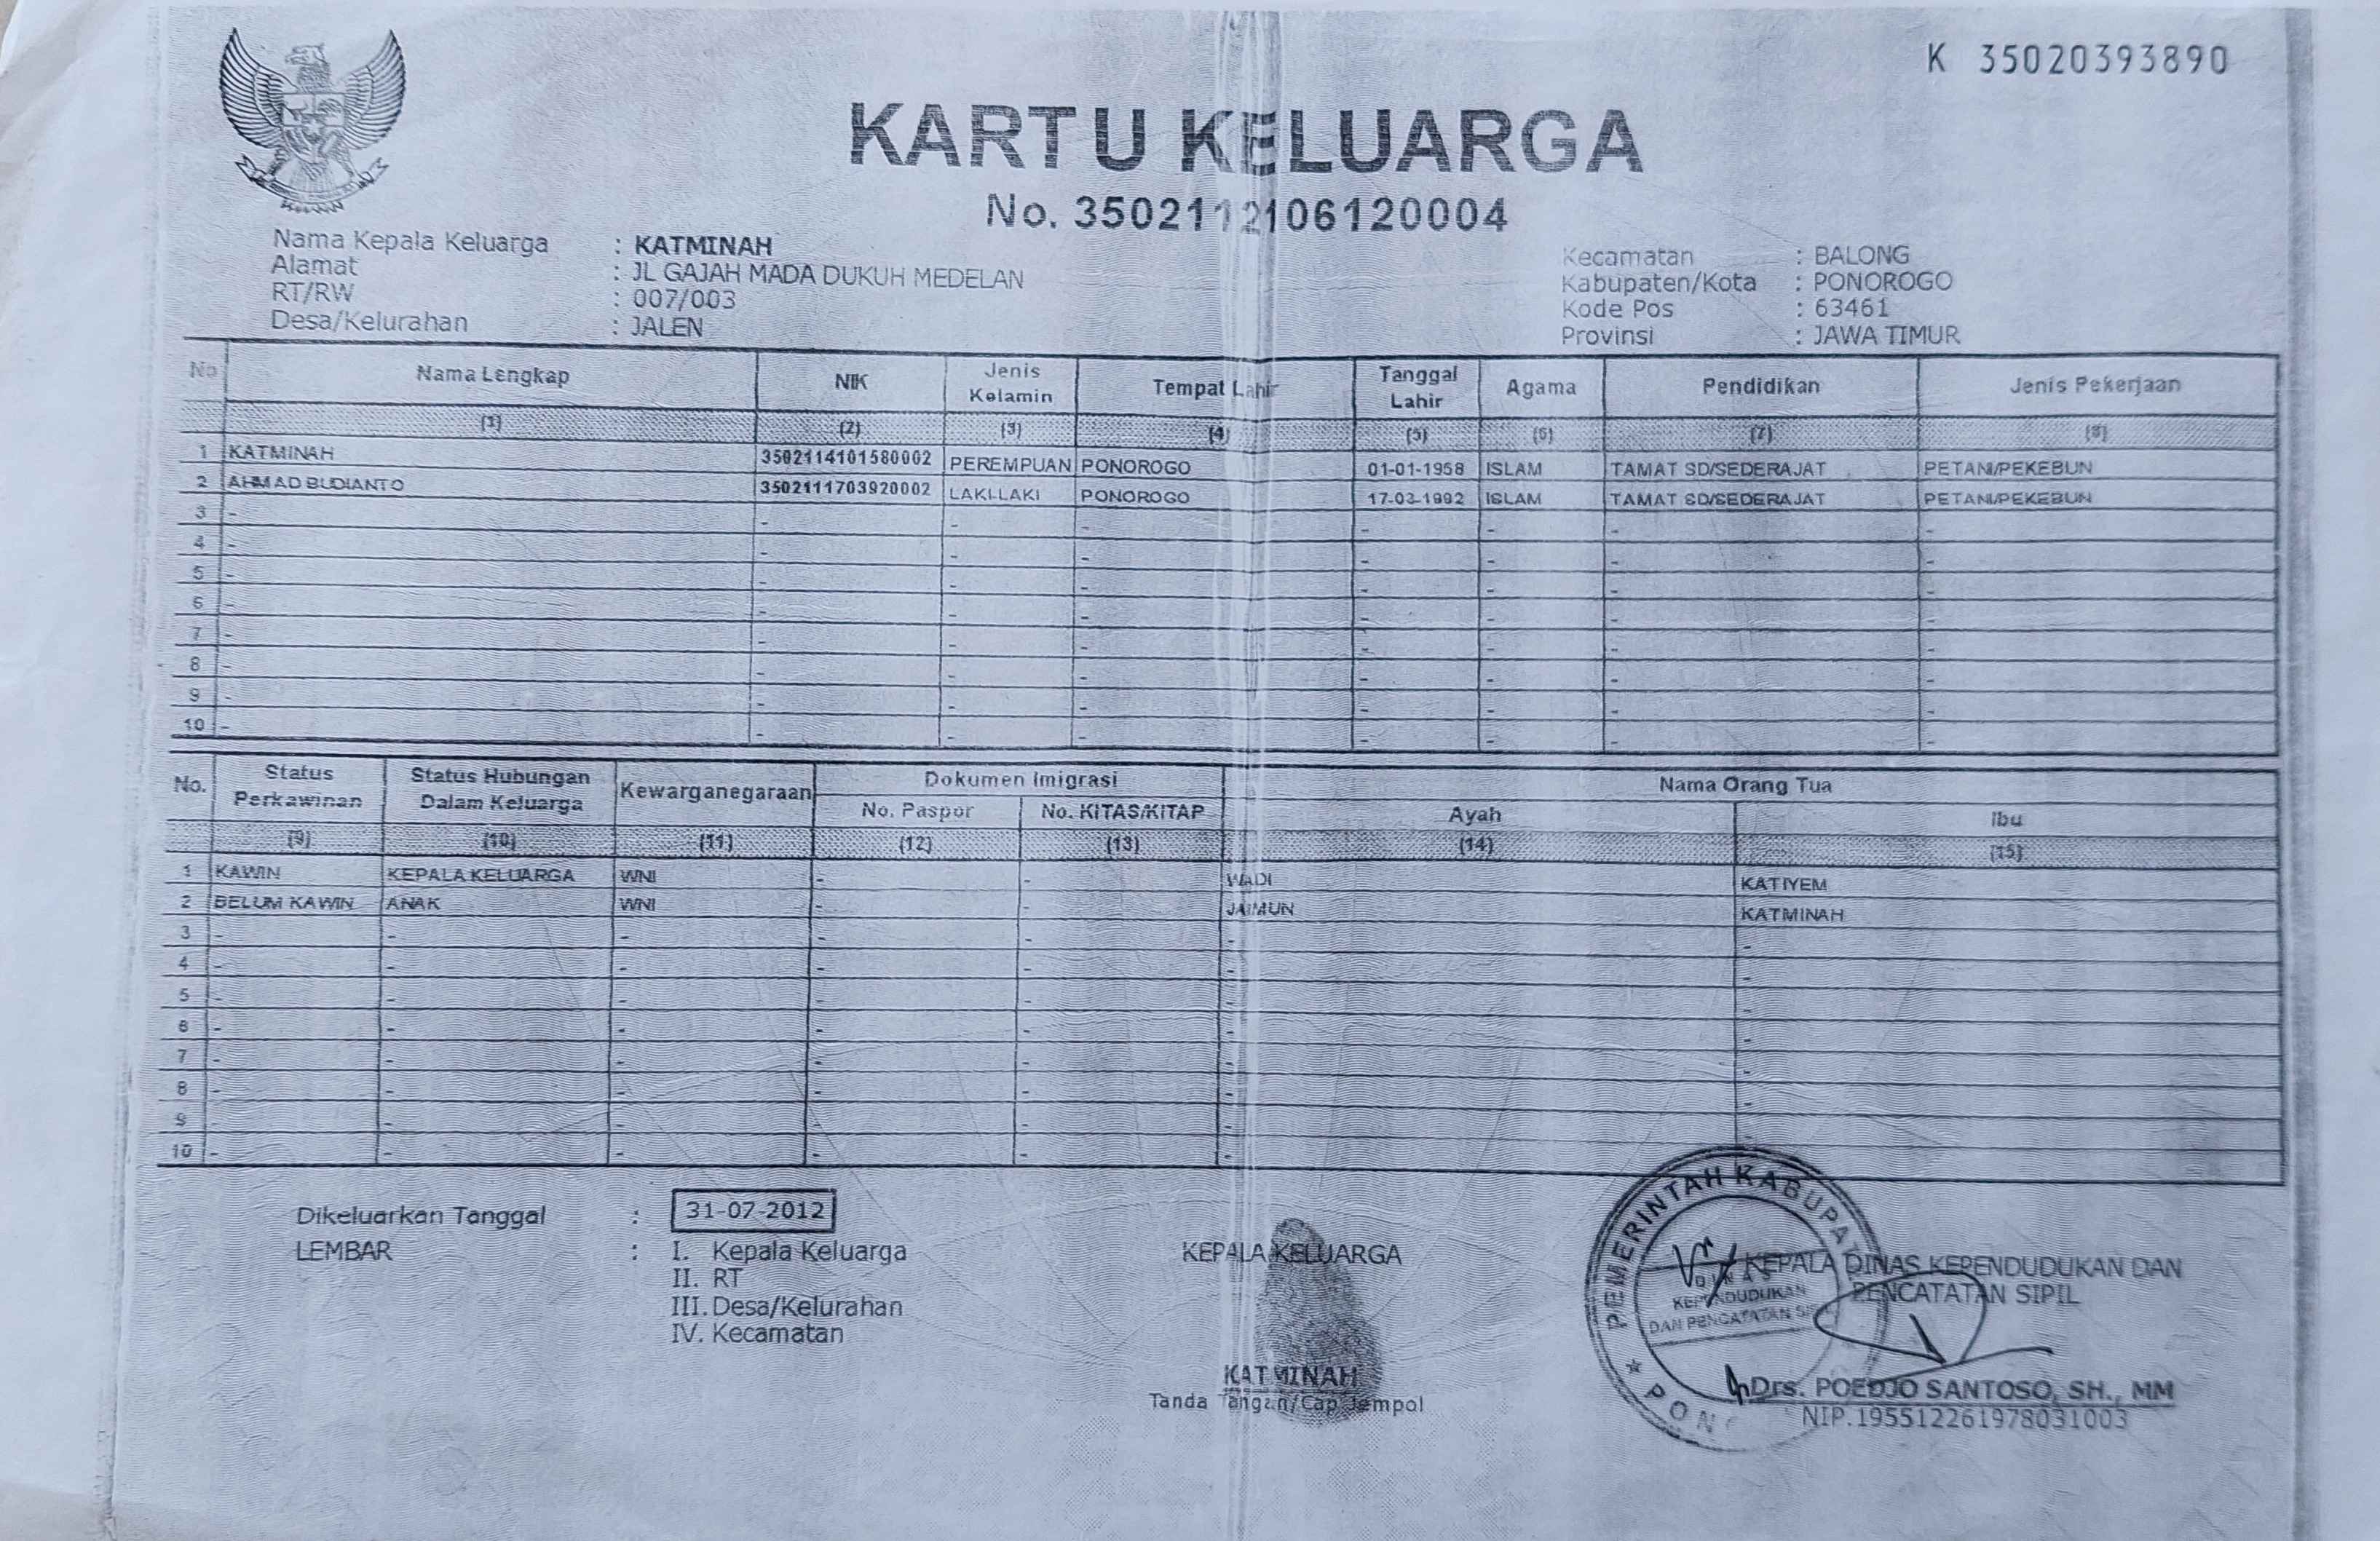 K 35020393890
KARTU KELUARGA
No. 3502112106120004
Nama Kepala Keluarga : KATMINAH
Alamat : JL GAJAH MADA DUKUH MEDELAN
RT/RW : 007/003
Desa/Kelurahan : JALEN
Kecamatan : BALONG
Kabupaten/Kota : PONOROGO
Kode Pos : 63461
Provinsi : JAWA TIMUR
No Nama Lengkap NIK Jenis Kelamin Tempat Lahir Tanggal Lahir Agama Pendidikan Jenis Pekerjaan
(1) (2) (3) (4) (5) (6) (7) (8)
1 KATMINAH 3502114101580002 PEREMPUAN PONOROGO 01-01-1958 ISLAM TAMAT SD/SEDERAJAT PETANI/PEKEBUN
2 AHMAD BUDIANTO 3502111703920002 LAKI-LAKI PONOROGO 17-03-1992 ISLAM TAMAT SD/SEDERAJAT PETANI/PEKEBUN
3 - - - - - - - -
4 - - - - - - - -
5 - - - - - - - -
6 - - - - - - - -
7 - - - - - - - -
8 - - - - - - - -
9 - - - - - - - -
10 - - - - - - - -
No. Status Perkawinan Status Hubungan Dalam Keluarga Kewarganegaraan Dokumen Imigrasi Nama Orang Tua
No. Paspor No. KITAS/KITAP Ayah Ibu
(9) (10) (11) (12) (13) (14) (15)
1 KAWIN KEPALA KELUARGA WNI - - WADI KATIYEM
2 BELUM KAWIN ANAK WNI - - JAIMUN KATMINAH
3 - - - - - - -
4 - - - - - - -
5 - - - - - - -
6 - - - - - - -
7 - - - - - - -
8 - - - - - - -
9 - - - - - - -
10 - - - - - - -
Dikeluarkan Tanggal : 31-07-2012
LEMBAR : I. Kepala Keluarga
II. RT
III. Desa/Kelurahan
IV. Kecamatan
KEPALA KELUARGA
KATMINAH
Tanda Tangan/Cap Jempol
PEMERINTAH
DINAS
KEPENDUDUKAN
DAN PENCATATAN
KEPALA DINAS KEPENDUDUKAN DAN
PENCATATAN SIPIL
Drs. POEDJO SANTOSO, SH., MM
NIP.195512261978031003